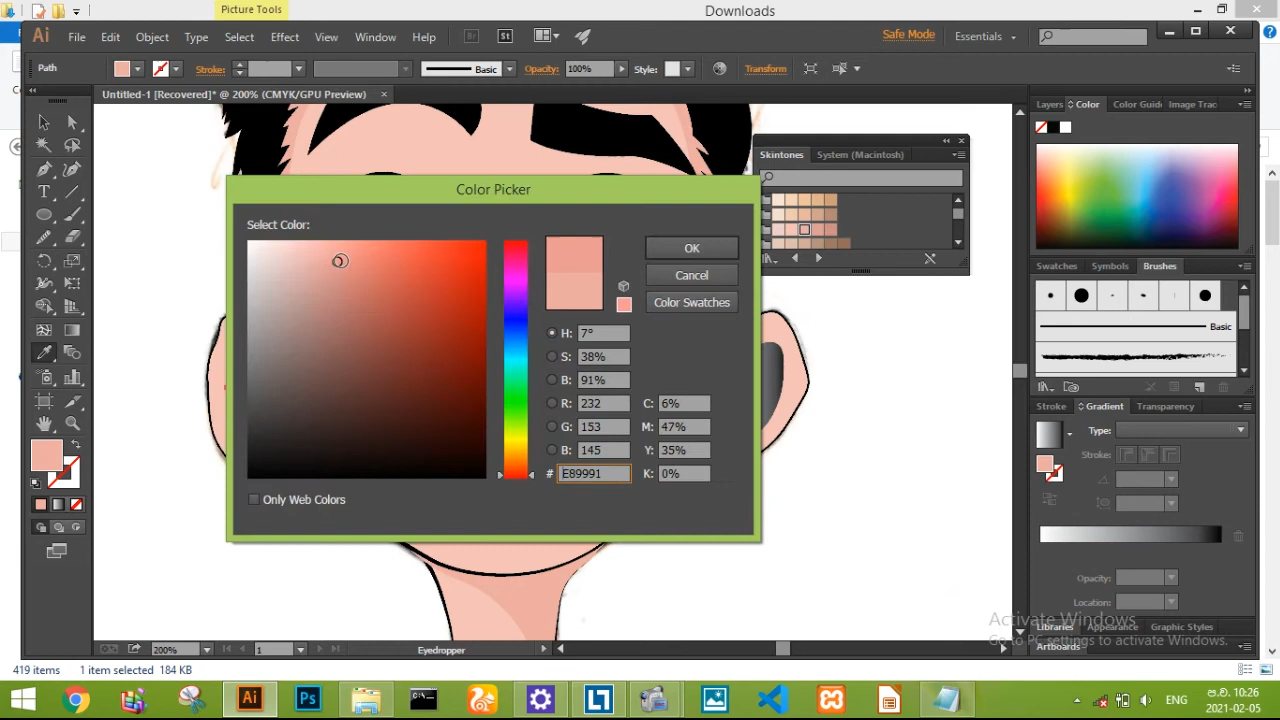 Picture Tools
Downloads
Ai File Edit Object Type Select Effect View Window Help Br St Safe Mode Essentials
Path Stroke: Basic Opacity: 100% Style: Transform
Untitled-1 [Recovered]* @ 200% (CMYK/GPU Preview) ×
Layers Color Color Guide Image Trac
Skintones System (Macintosh)
Color Picker
Select Color:
OK
Cancel
Color Swatches
H: 7°
S: 38%
B: 91%
R: 232 C: 6%
G: 153 M: 47%
B: 145 Y: 35%
# E89991 K: 0%
Only Web Colors
Swatches Symbols Brushes
Basic
Stroke Gradient Transparency
Type:
Stroke:
Opacity:
Location:
Activate Windows
Go to PC settings to activate Windows.
Libraries Appearance Graphic Styles
Artboards
200% 1 Eyedropper
419 items 1 item selected 184 KB
Ai Ps
ENG
10:26
2021-02-05